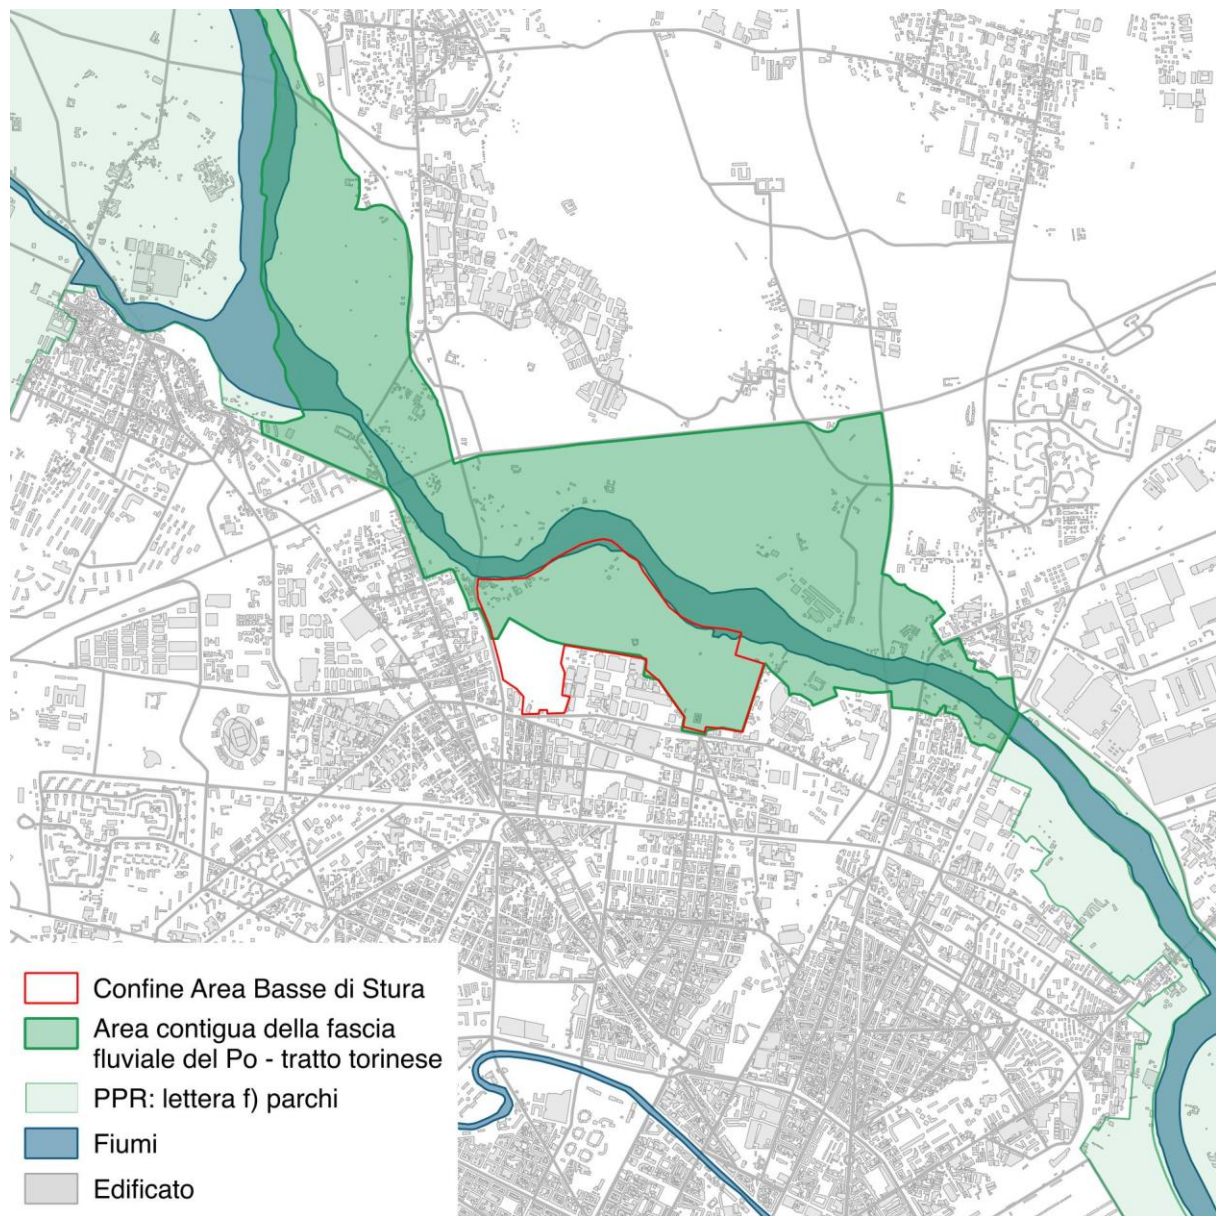 Confine Area Basse di Stura
Area contigua della fascia
fluviale del Po - tratto torinese
PPR: lettera f) parchi
Fiumi
Edificato